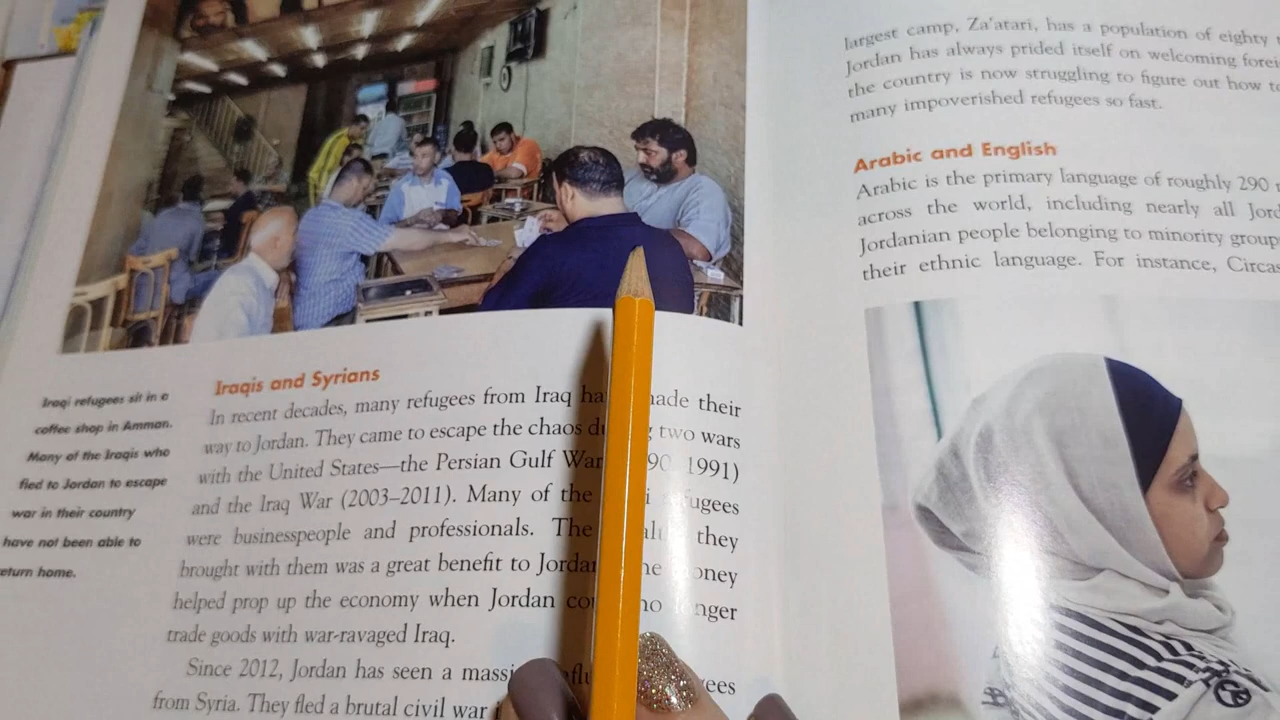 Iraqi refugees sit in a
coffee shop in Amman.
Many of the Iraqis who
fled to Jordan to escape
war in their country
have not been able to
eturn home.
Iraqis and Syrians
In recent decades, many refugees from Iraq ha made their
way to Jordan. They came to escape the chaos du two wars
with the United States—the Persian Gulf War 90 1991)
and the Iraq War (2003–2011). Many of the
were businesspeople and professionals. The they
brought with them was a great benefit to Jorda
helped prop up the economy when Jordan co no
trade goods with war-ravaged Iraq.
Since 2012, Jordan has seen a massi
from Syria. They fled a brutal civil war
largest camp, Za'atari, has a population of eighty
Jordan has always prided itself on welcoming forei
the country is now struggling to figure out how to
many impoverished refugees so fast.
Arabic and English
Arabic is the primary language of roughly 290
across the world, including nearly all Jord
Jordanian people belonging to minority group
their ethnic language. For instance, Circas